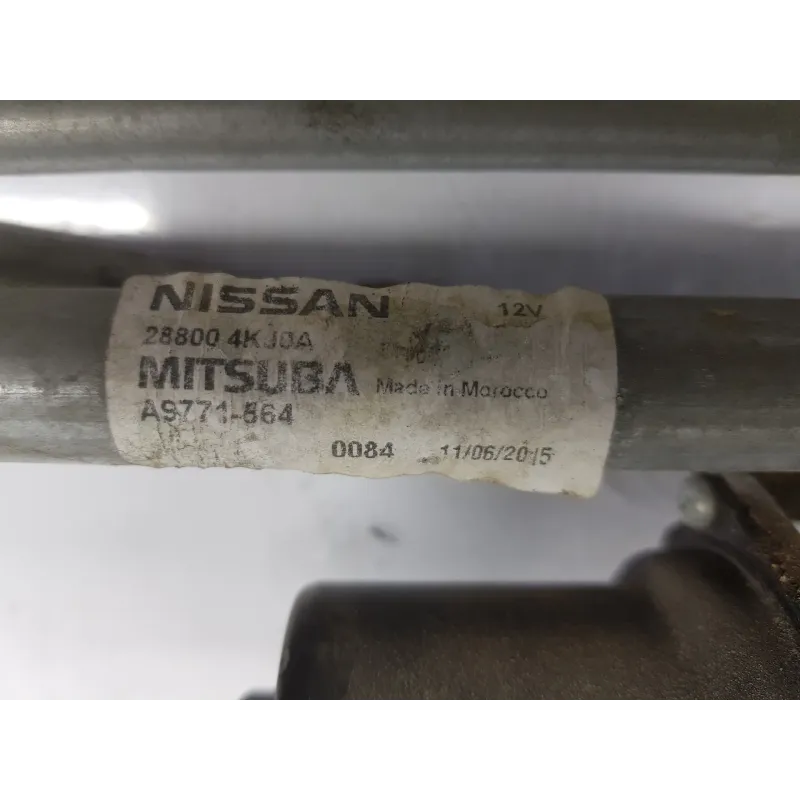 NISSAN 12V
28800 4KJ0A
MITSUBA Made in Morocco
A9771-864
0084 11/06/2015